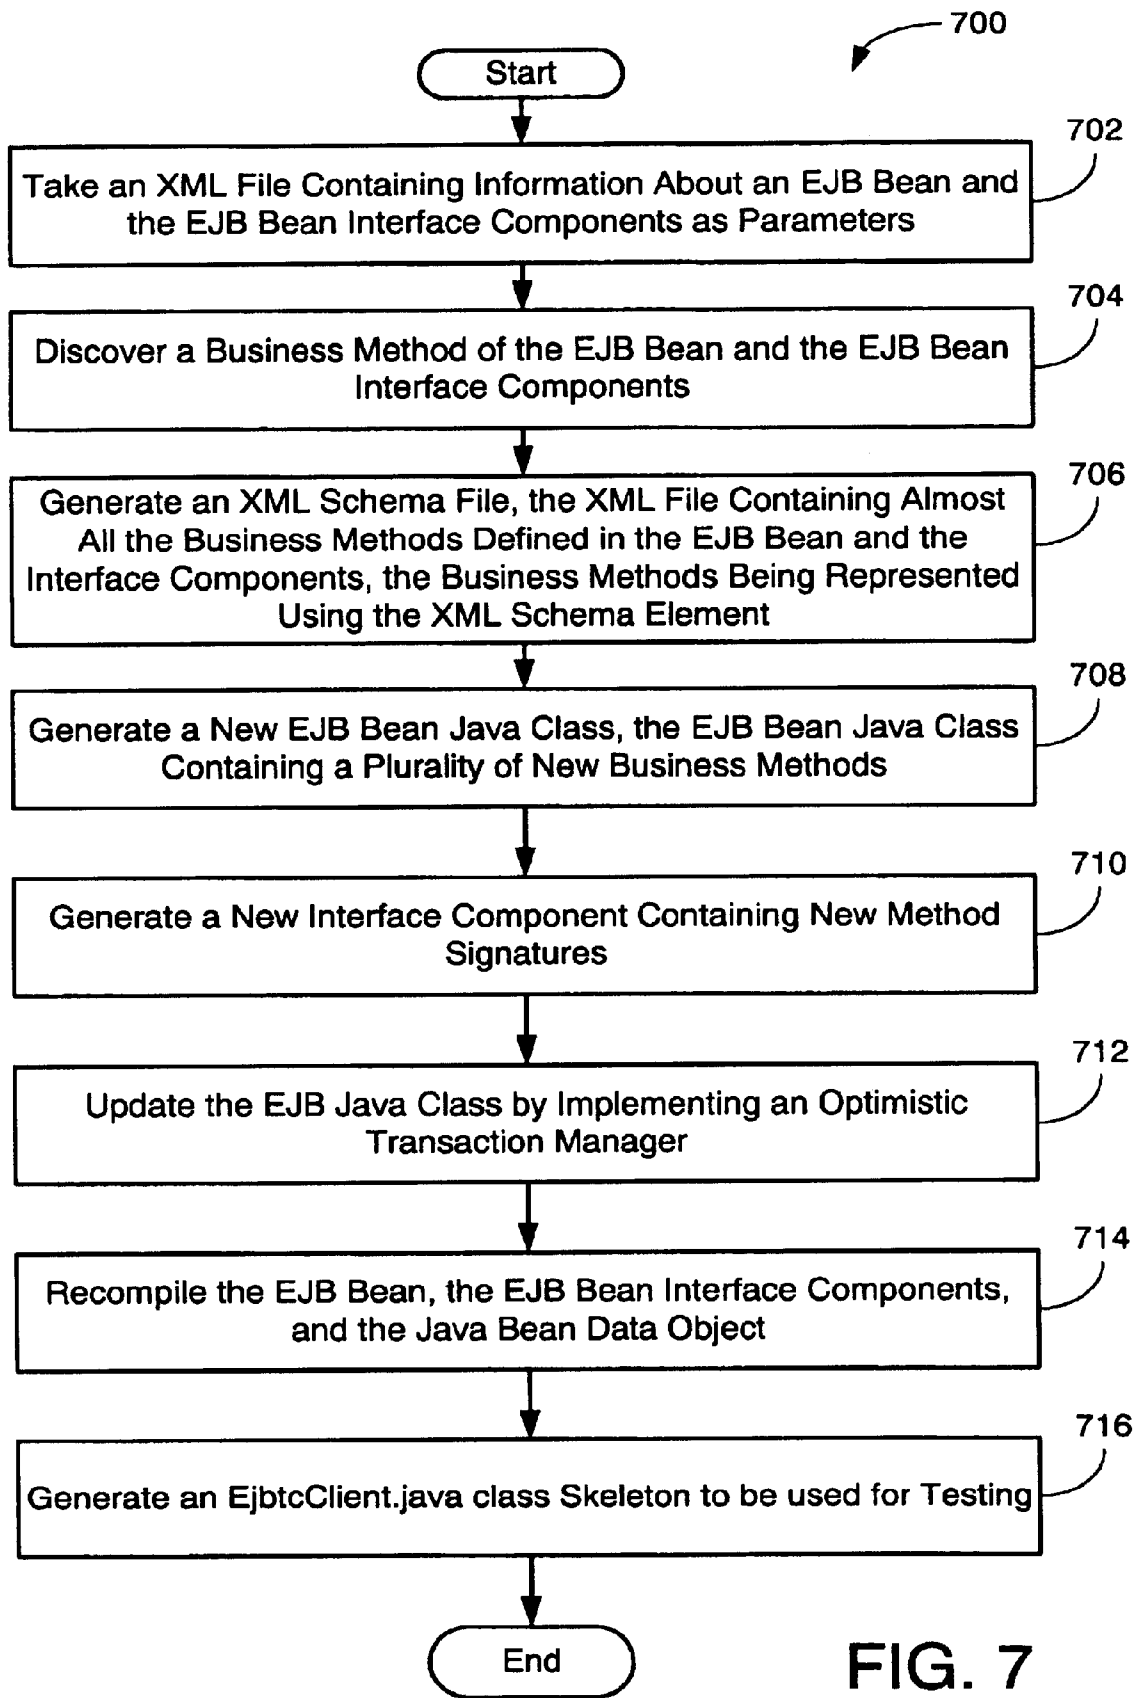 700
Start
702
Take an XML File Containing Information About an EJB Bean and
the EJB Bean Interface Components as Parameters
704
Discover a Business Method of the EJB Bean and the EJB Bean
Interface Components
706
Generate an XML Schema File, the XML File Containing Almost
All the Business Methods Defined in the EJB Bean and the
Interface Components, the Business Methods Being Represented
Using the XML Schema Element
708
Generate a New EJB Bean Java Class, the EJB Bean Java Class
Containing a Plurality of New Business Methods
710
Generate a New Interface Component Containing New Method
Signatures
712
Update the EJB Java Class by Implementing an Optimistic
Transaction Manager
714
Recompile the EJB Bean, the EJB Bean Interface Components,
and the Java Bean Data Object
716
Generate an EjbtcClient.java class Skeleton to be used for Testing
End
FIG. 7